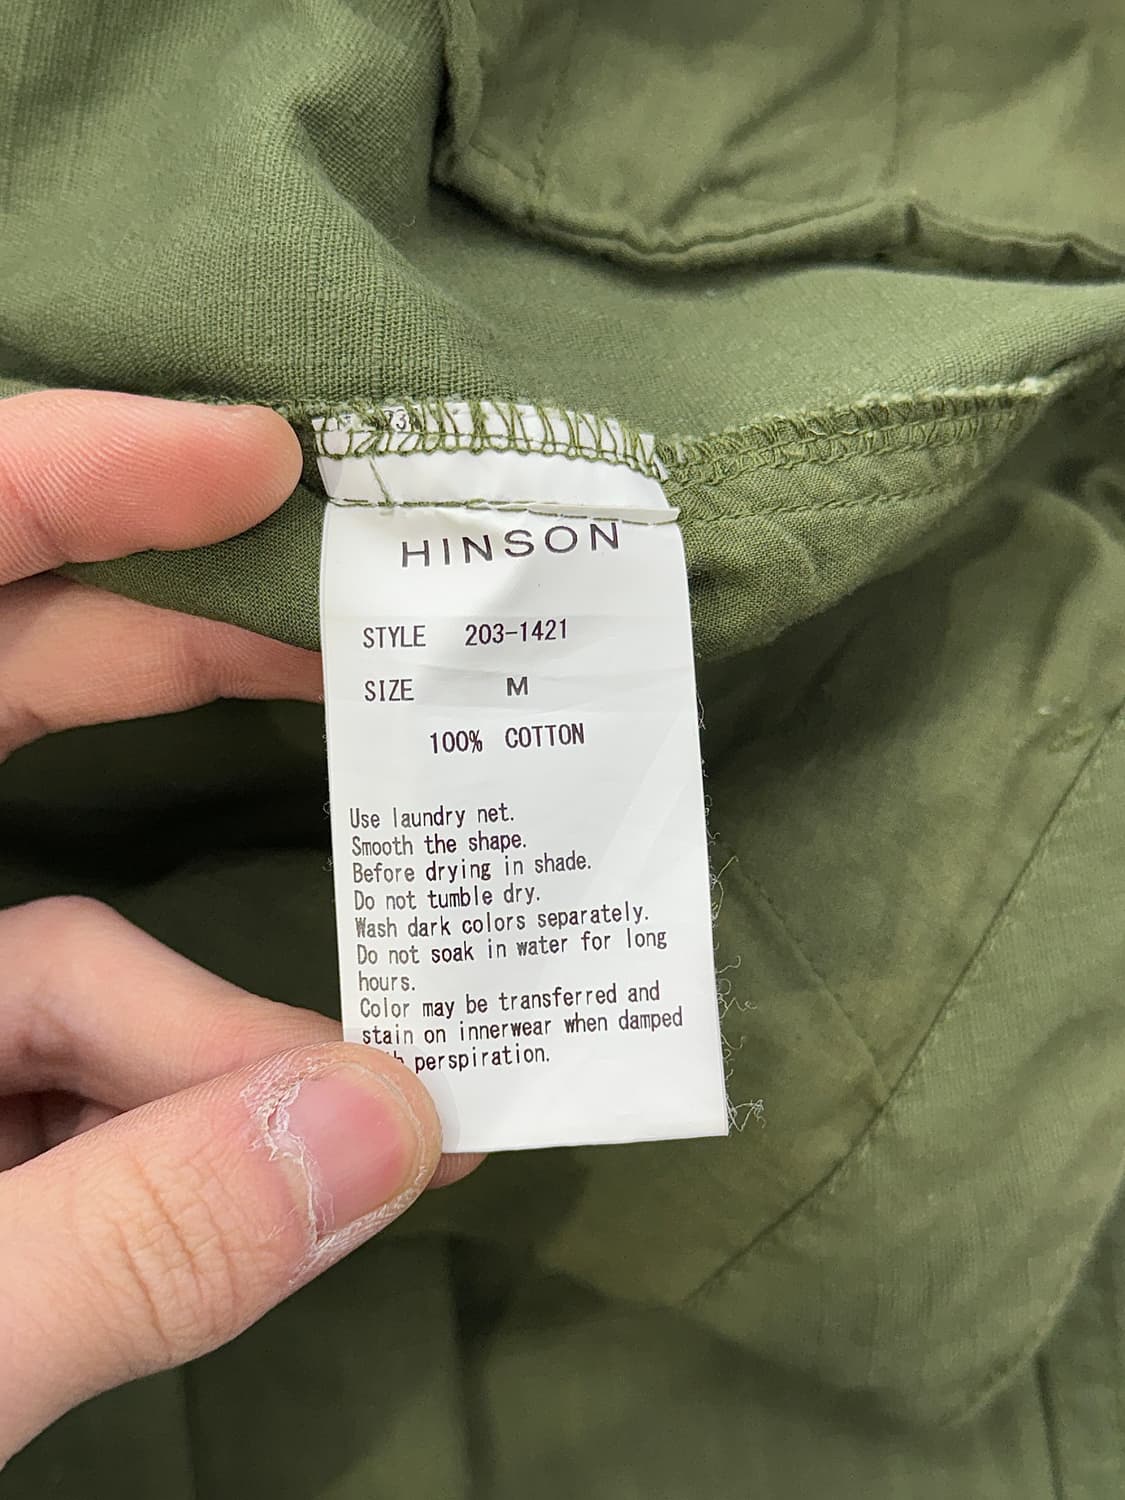 HINSON
STYLE 203-1421
SIZE M
100% COTTON
Use laundry net.
Smooth the shape.
Before drying in shade.
Do not tumble dry.
Wash dark colors separately.
Do not soak in water for long
hours.
Color may be transferred and
stain on innerwear when damped
perspiration.